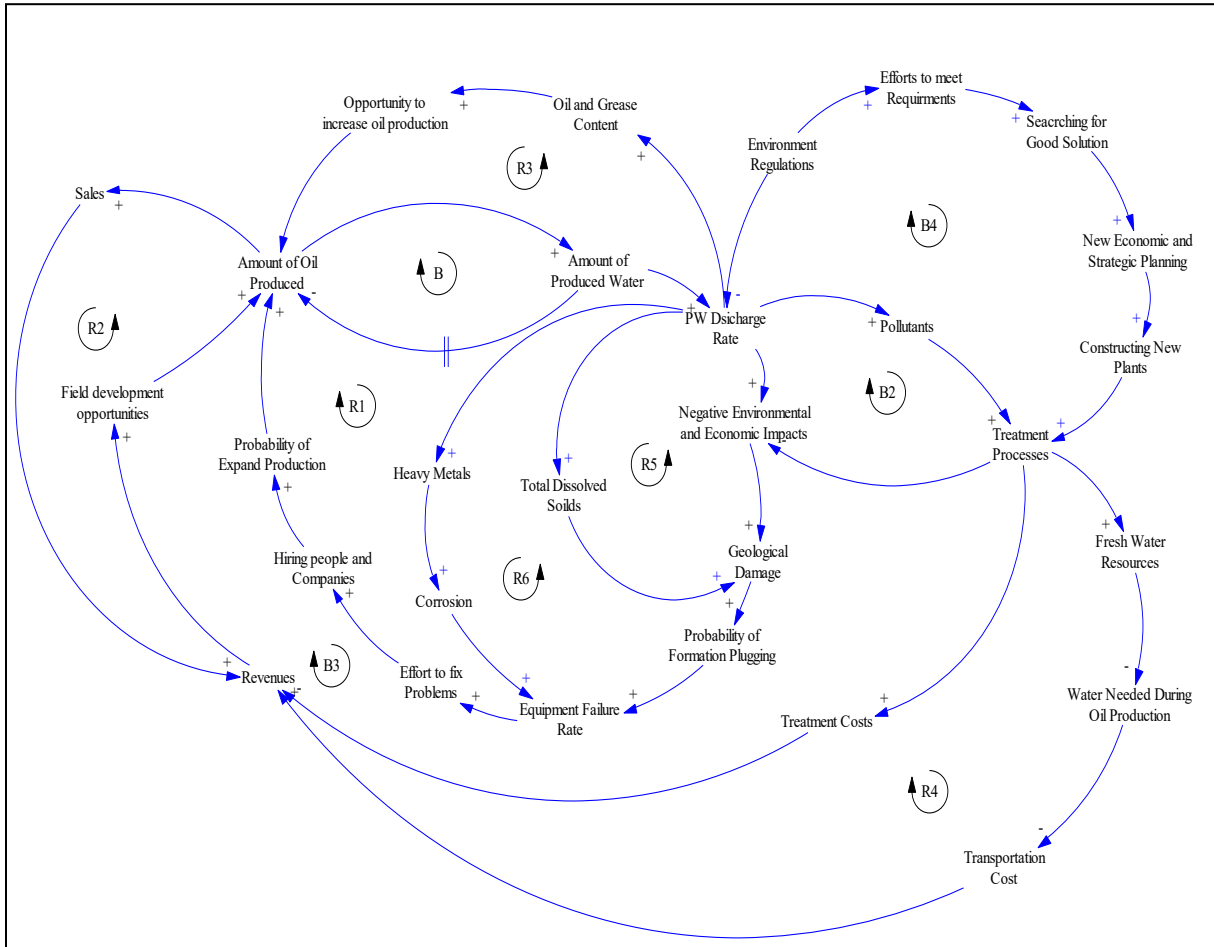 Efforts to meet
Requirments
Opportunity to
increase oil production
Oil and Grease
Content
Seacrching for
Good Solution
Environment
Regulations
+
+
+
+
R3
Sales
+
B4
+
New Economic and
Strategic Planning
Amount of Oil
Produced
B
+
Amount of
Produced Water
+
-
+
-
PW Dsicharge
Rate
+
R2
+
Pollutants
+
Constructing New
Plants
Field development
opportunities
R1
+
B2
Negative Environmental
and Economic Impacts
-
+
+
Treatment
Processes
+
Probability of
Expand Production
+
Heavy Metals
+
R5
+
Total Dissolved
Soilds
+
+
Fresh Water
Resources
Hiring people and
Companies
+
Geological
Damage
+
+
R6
Corrosion
+
+
Probability of
Formation Plugging
B3
+
Revenues
+
-
Effort to fix
Problems
+
+
+
Equipment Failure
Rate
+
Treatment Costs
-
Water Needed During
Oil Production
R4
-
Transportation
Cost